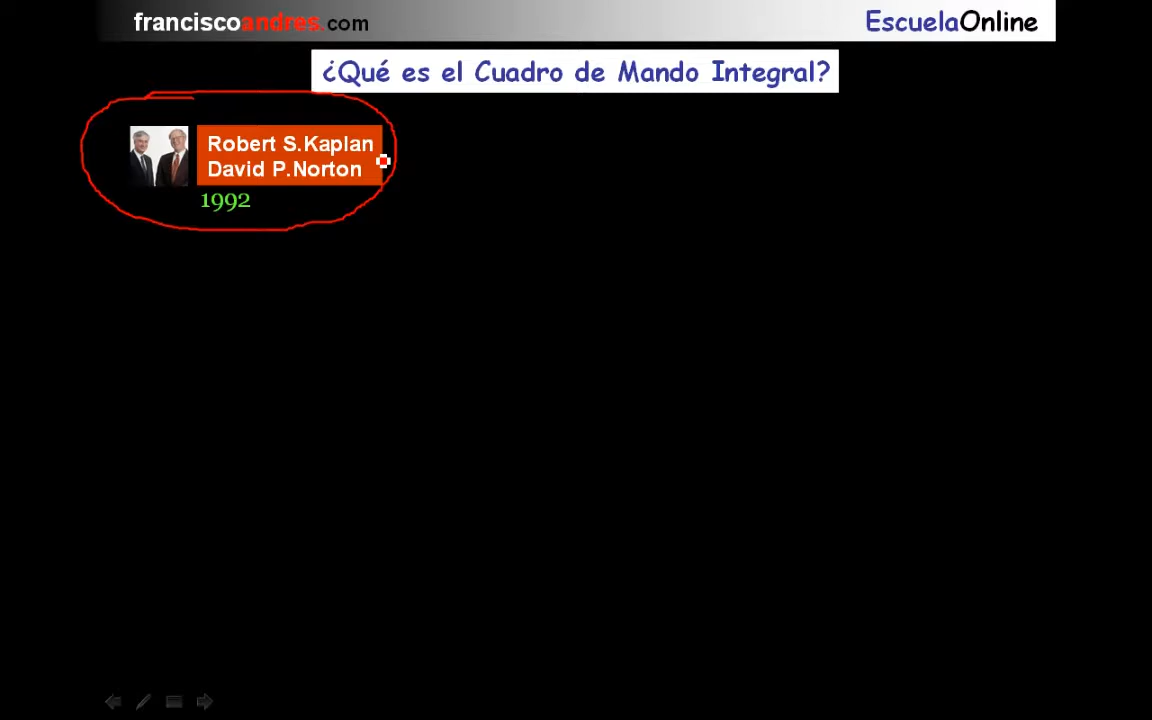 franciscoandres.com
EscuelaOnline
¿Qué es el Cuadro de Mando Integral?
Robert S.Kaplan
David P.Norton
1992